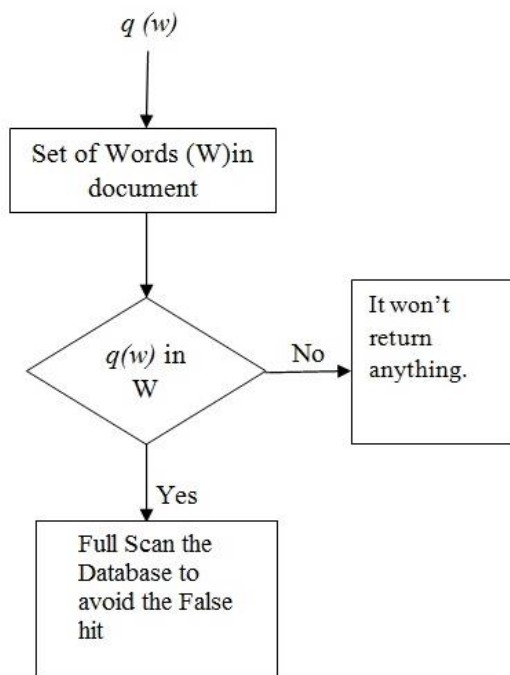 q (w)
Set of Words (W)in
document
q(w) in
W
No
It won't
return
anything.
Yes
Full Scan the
Database to
avoid the False
hit